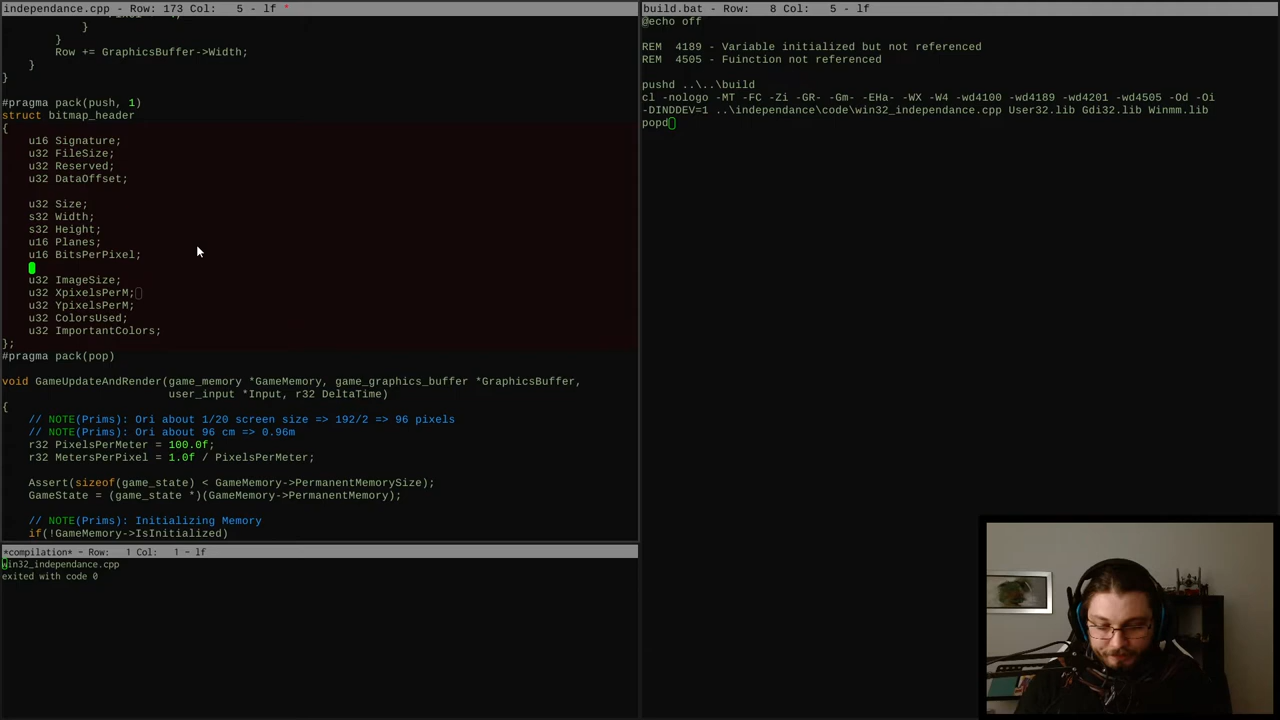 independance.cpp - Row: 173 Col:   5 - lf *
            }
        }
        Row += GraphicsBuffer->Width;
    }
}
#pragma pack(push, 1)
struct bitmap_header
{
    u16 Signature;
    u32 FileSize;
    u32 Reserved;
    u32 DataOffset;
    u32 Size;
    s32 Width;
    s32 Height;
    u16 Planes;
    u16 BitsPerPixel;
    u32 ImageSize;
    u32 XpixelsPerM;
    u32 YpixelsPerM;
    u32 ColorsUsed;
    u32 ImportantColors;
};
#pragma pack(pop)
void GameUpdateAndRender(game_memory *GameMemory, game_graphics_buffer *GraphicsBuffer,
                         user_input *Input, r32 DeltaTime)
{
    // NOTE(Prims): Ori about 1/20 screen size => 192/2 => 96 pixels
    // NOTE(Prims): Ori about 96 cm => 0.96m
    r32 PixelsPerMeter = 100.0f;
    r32 MetersPerPixel = 1.0f / PixelsPerMeter;
    Assert(sizeof(game_state) < GameMemory->PermanentMemorySize);
    GameState = (game_state *)(GameMemory->PermanentMemory);
    // NOTE(Prims): Initializing Memory
    if(!GameMemory->IsInitialized)
*compilation* - Row:   1 Col:   1 - lf
win32_independance.cpp
exited with code 0
build.bat - Row:   8 Col:   5 - lf
@echo off
REM  4189 - Variable initialized but not referenced
REM  4505 - Fuinction not referenced
pushd ..\..\build
cl -nologo -MT -FC -Zi -GR- -Gm- -EHa- -WX -W4 -wd4100 -wd4189 -wd4201 -wd4505 -Od -Oi
-DINDDEV=1 ..\independance\code\win32_independance.cpp User32.lib Gdi32.lib Winmm.lib
popd